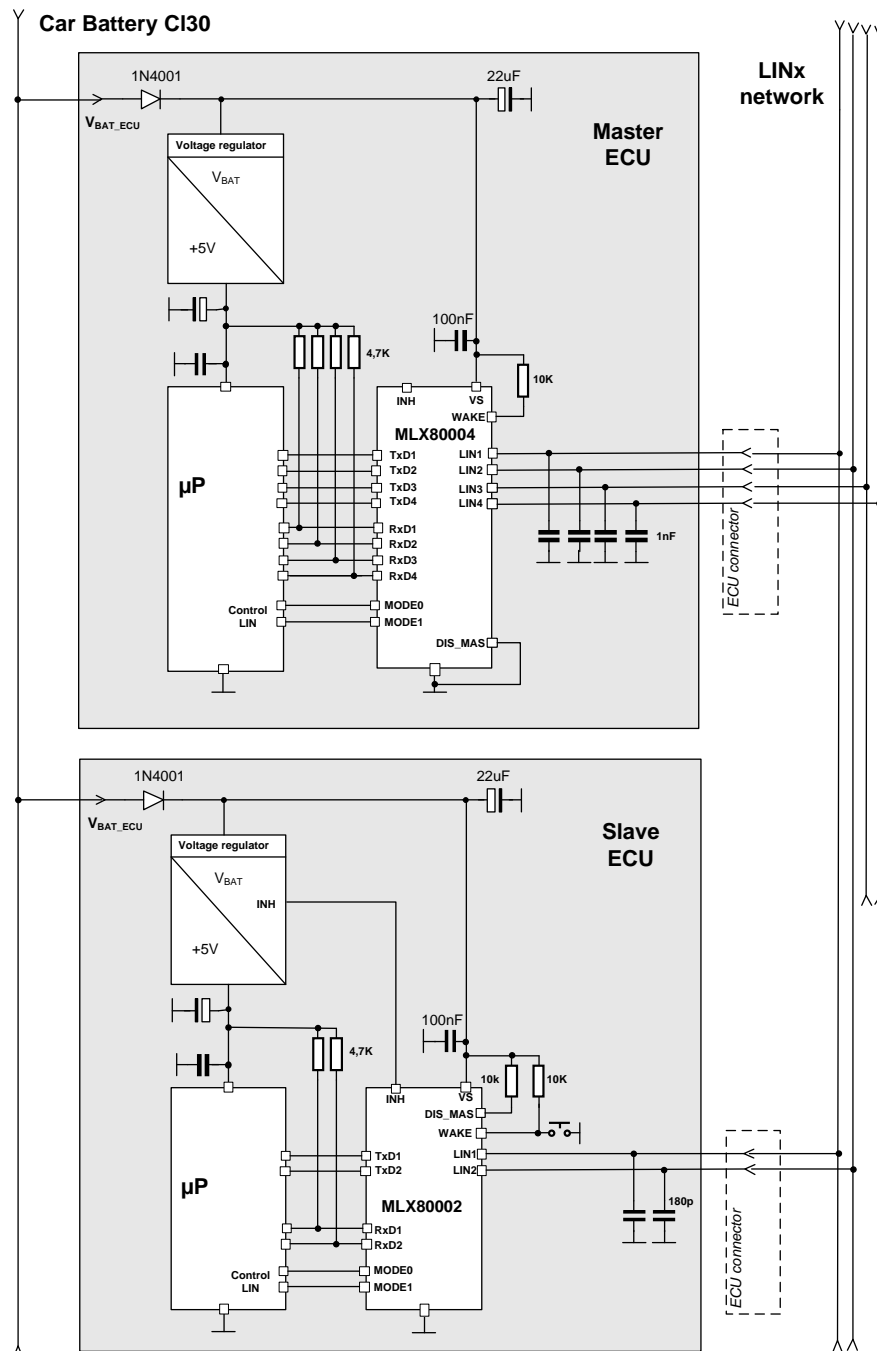 Car Battery Cl30
1N4001
22uF
LINx
network
V_BAT_ECU
Master
ECU
Voltage regulator
V_BAT
+5V
100nF
4,7K
10K
INH
VS
WAKE
MLX80004
LIN1
TxD1
LIN2
TxD2
µP
LIN3
TxD3
LIN4
TxD4
RxD1
1nF
RxD2
RxD3
RxD4
ECU connector
Control
LIN
MODE0
MODE1
DIS_MAS
1N4001
22uF
V_BAT_ECU
Slave
ECU
Voltage regulator
V_BAT
INH
+5V
100nF
4,7K
10k
10K
INH
VS
DIS_MAS
WAKE
LIN1
TxD1
LIN2
TxD2
µP
MLX80002
180p
RxD1
RxD2
ECU connector
Control
LIN
MODE0
MODE1